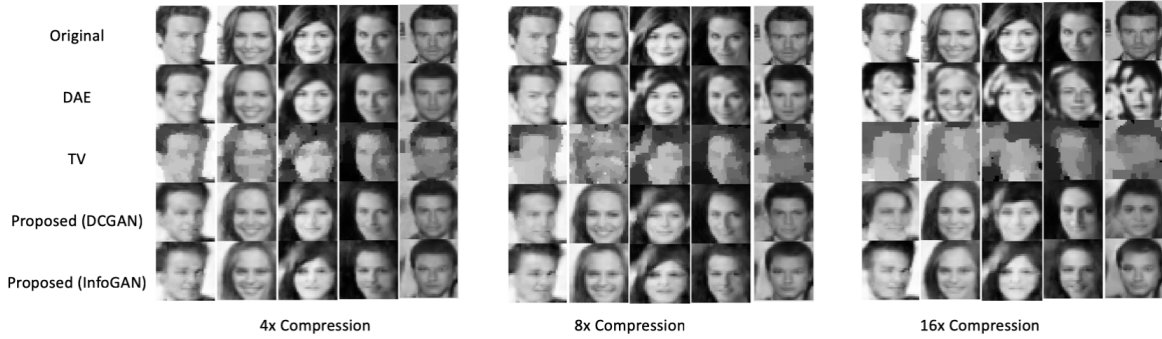 Original
DAE
TV
Proposed (DCGAN)
Proposed (InfoGAN)
4x Compression
8x Compression
16x Compression